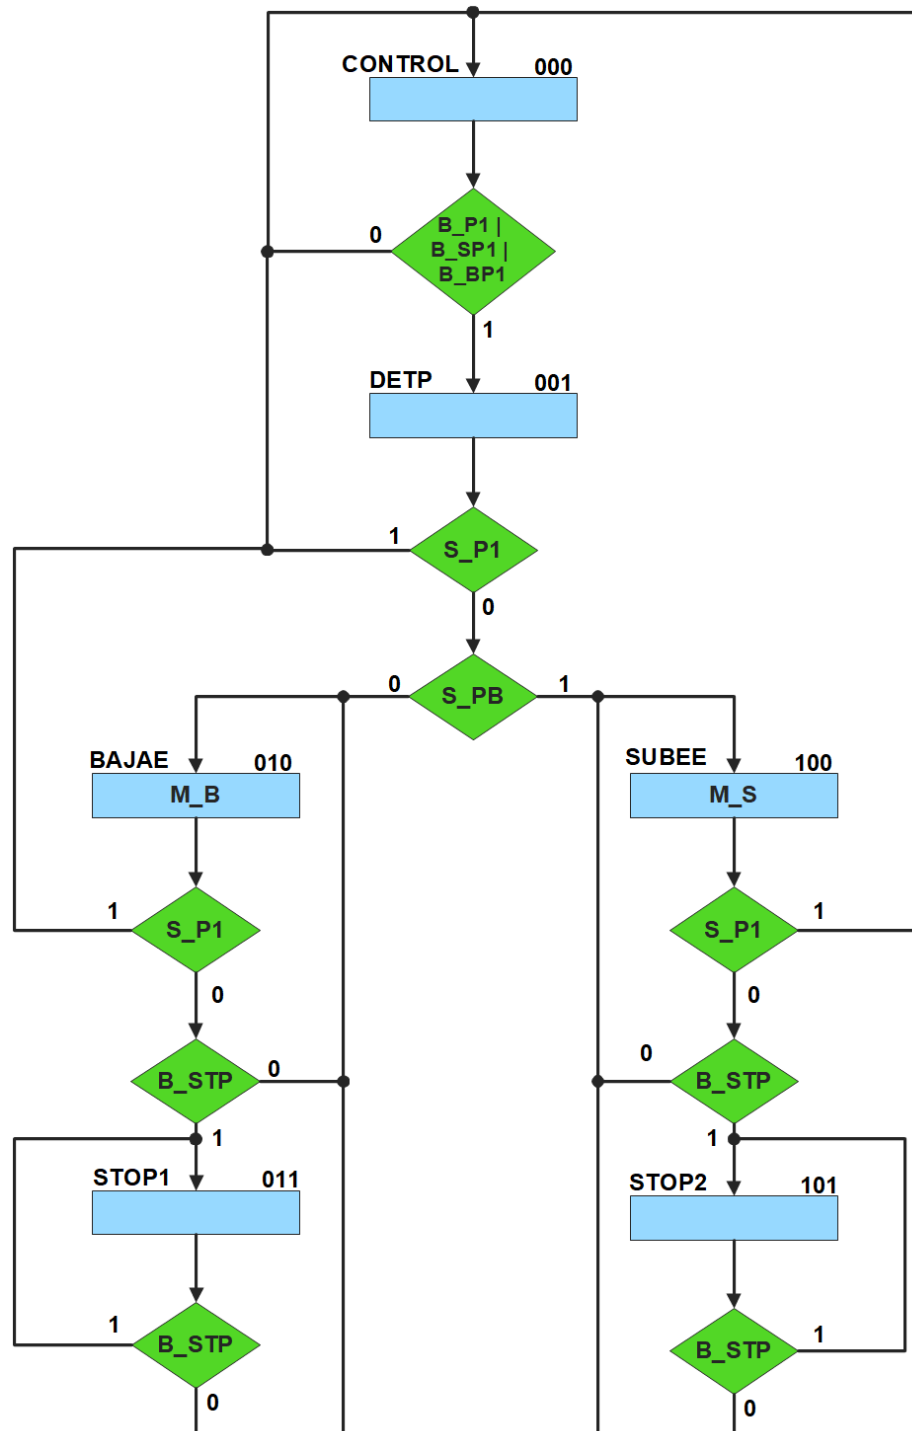 CONTROL 000
B_P1 |
B_SP1 |
B_BP1
0
1
DETP 001
S_P1
1
0
S_PB
0 1
BAJAE 010
M_B
SUBEE 100
M_S
S_P1
1
0
S_P1
1
0
B_STP
0
1
B_STP
0
1
STOP1 011
STOP2 101
B_STP
1
0
B_STP
1
0